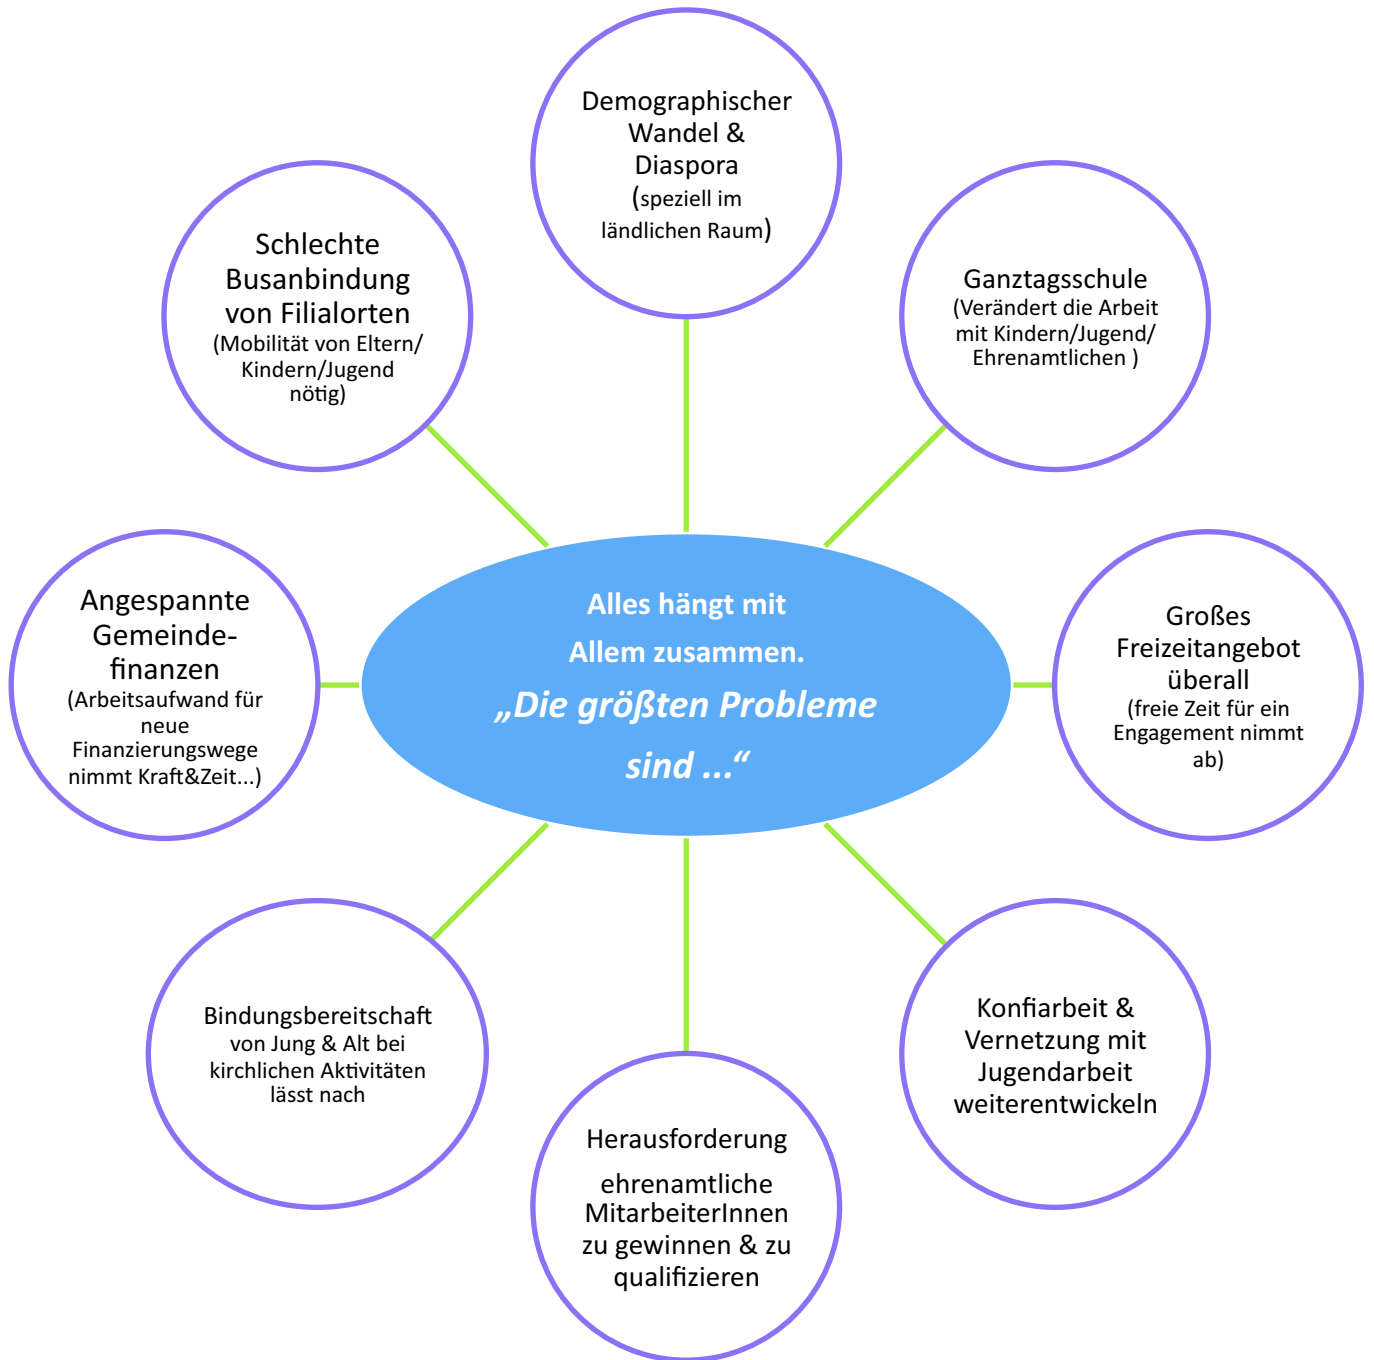 Demographischer
Wandel &
Diaspora
(speziell im
ländlichen Raum)
Ganztagsschule
(Verändert die Arbeit
mit Kindern/Jugend/
Ehrenamtlichen )
Großes
Freizeitangebot
überall
(freie Zeit für ein
Engagement nimmt
ab)
Konfiarbeit &
Vernetzung mit
Jugendarbeit
weiterentwickeln
Herausforderung
ehrenamtliche
MitarbeiterInnen
zu gewinnen & zu
qualifizieren
Bindungsbereitschaft
von Jung & Alt bei
kirchlichen Aktivitäten
lässt nach
Angespannte
Gemeinde-
finanzen
(Arbeitsaufwand für
neue
Finanzierungswege
nimmt Kraft&Zeit...)
Schlechte
Busanbindung
von Filialorten
(Mobilität von Eltern/
Kindern/Jugend
nötig)
Alles hängt mit
Allem zusammen.
„Die größten Probleme
sind ...“